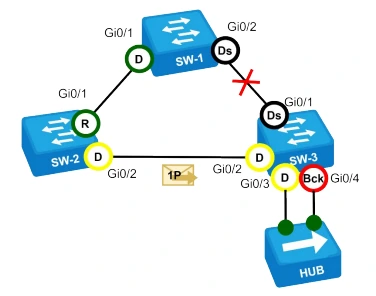 Gi0/1
Gi0/2
D
Ds
SW-1
Gi0/1
Gi0/1
R
Ds
SW-2
D
D
SW-3
Gi0/2
Gi0/2
1P
Gi0/3
D
Bck
Gi0/4
HUB